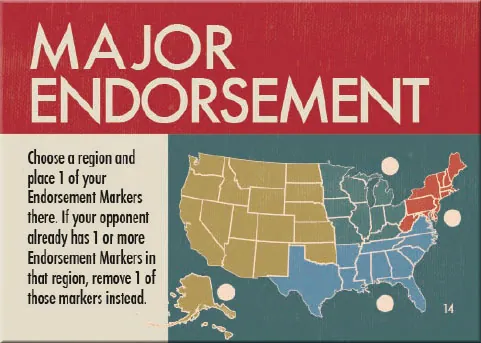 MAJOR
ENDORSEMENT
Choose a region and
place 1 of your
Endorsement Markers
there. If your opponent
already has 1 or more
Endorsement Markers in
that region, remove 1 of
those markers instead.
14